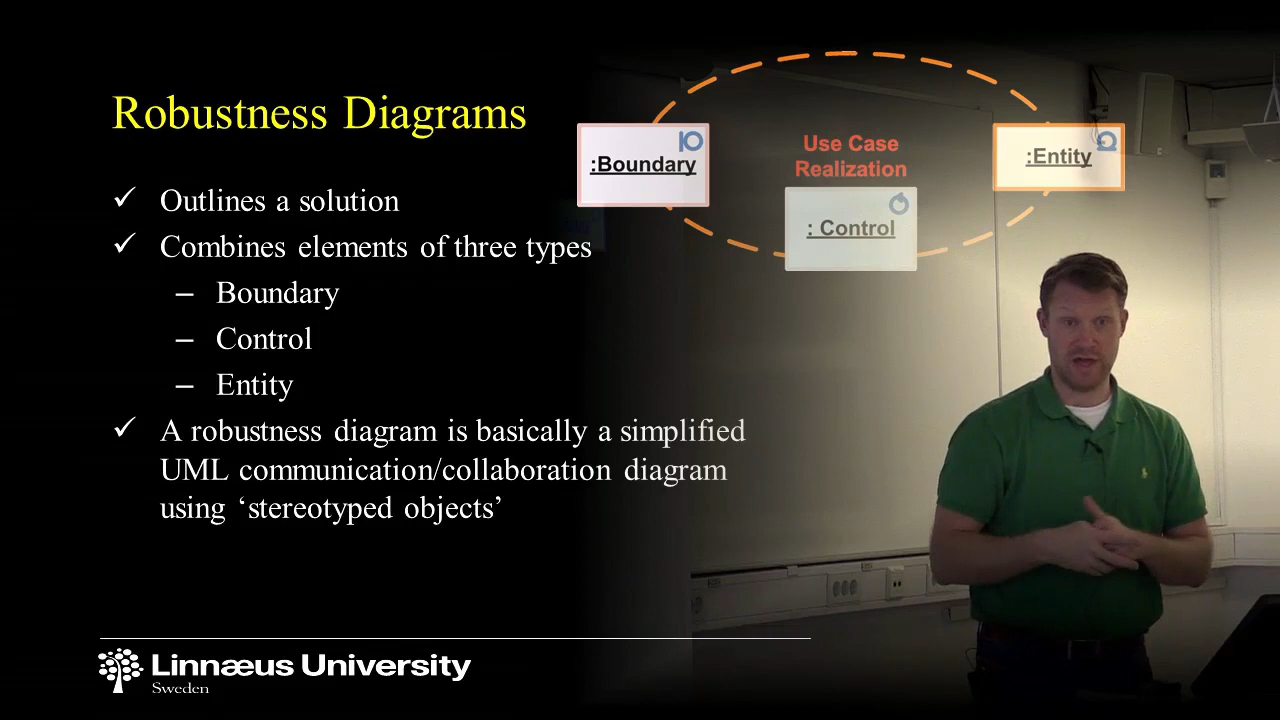 Robustness Diagrams
✓ Outlines a solution
✓ Combines elements of three types
– Boundary
– Control
– Entity
✓ A robustness diagram is basically a simplified
UML communication/collaboration diagram
using ‘stereotyped objects’
:Boundary
Use Case
Realization
: Control
:Entity
Linnæus University
Sweden